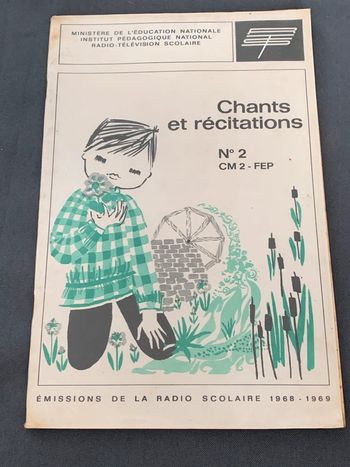 MINISTÈRE DE L'ÉDUCATION NATIONALE
INSTITUT PÉDAGOGIQUE NATIONAL
RADIO-TÉLÉVISION SCOLAIRE
Chants
et récitations
N° 2
CM 2 - FEP
ÉMISSIONS DE LA RADIO SCOLAIRE 1968-1969